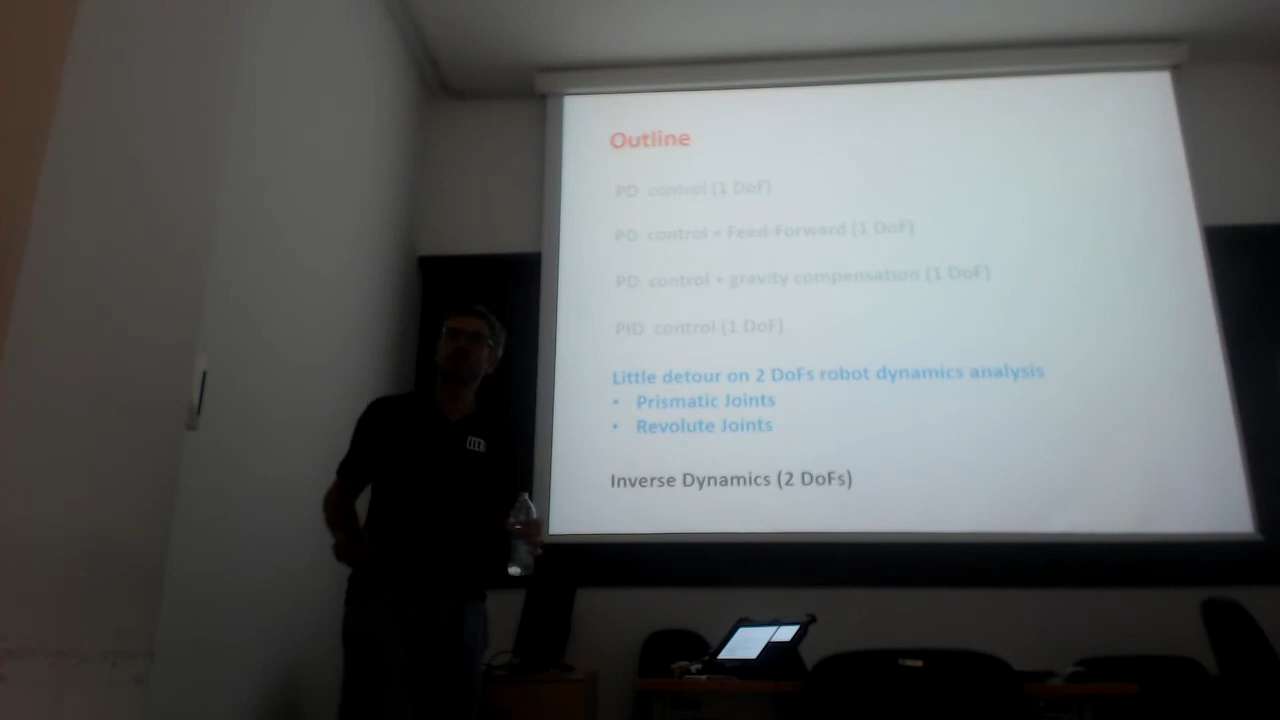 Outline
PD control (1 DoF)
PD control + Feed-Forward (1 DoF)
PD control + gravity compensation (1 DoF)
PID control (1 DoF)
Little detour on 2 DoFs robot dynamics analysis
• Prismatic Joints
• Revolute Joints
Inverse Dynamics (2 DoFs)